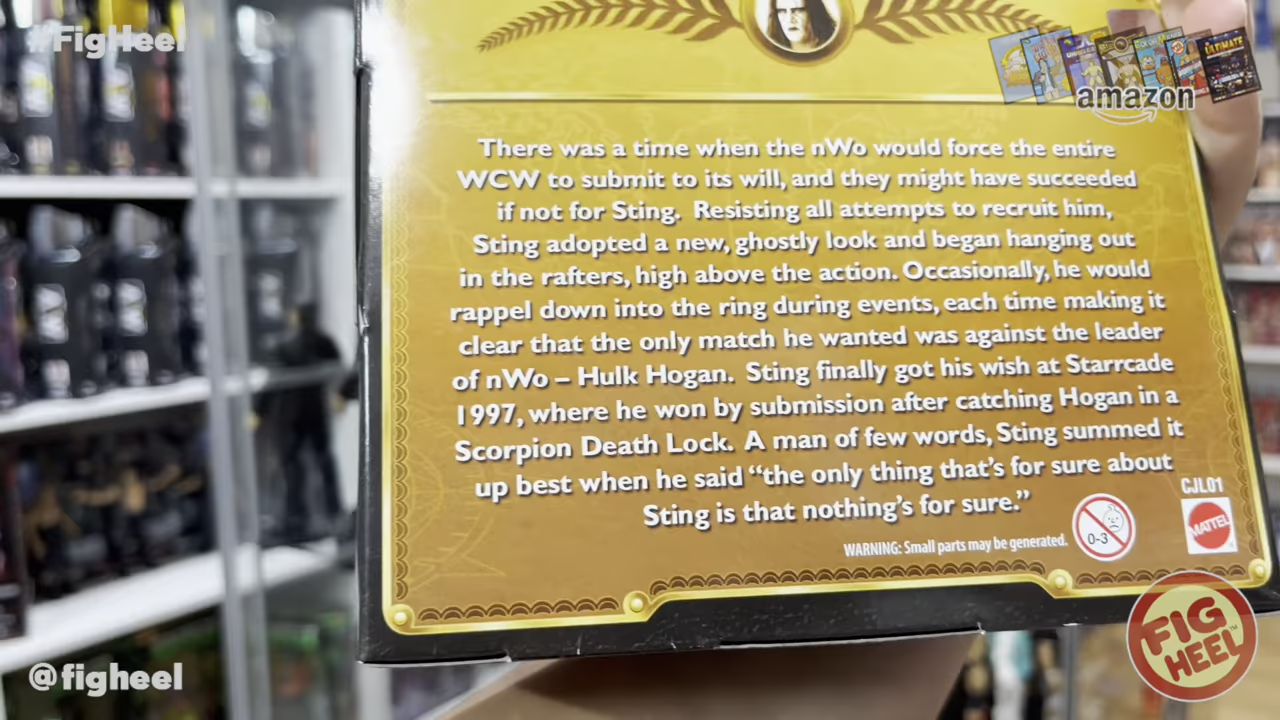 #FigHeel
ULTIMATE
amazon
There was a time when the nWo would force the entire
WCW to submit to its will, and they might have succeeded
if not for Sting. Resisting all attempts to recruit him,
Sting adopted a new, ghostly look and began hanging out
in the rafters, high above the action. Occasionally, he would
rappel down into the ring during events, each time making it
clear that the only match he wanted was against the leader
of nWo – Hulk Hogan. Sting finally got his wish at Starrcade
1997, where he won by submission after catching Hogan in a
Scorpion Death Lock. A man of few words, Sting summed it
up best when he said “the only thing that’s for sure about
Sting is that nothing’s for sure.”
CJL01
MATTEL
0-3
WARNING: Small parts may be generated.
FIG
HEEL™
@figheel